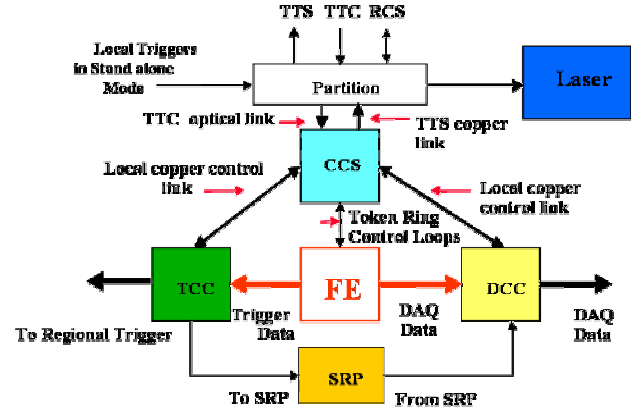 TTS TTC RCS
Local Triggers
in Stand alone
Mode
Partition
Laser
TTC optical link
TTS copper
link
CCS
Local copper control
link
Local copper
control link
Token Ring
Control Loops
TCC
FE
DCC
To Regional Trigger
Trigger
Data
DAQ
Data
DAQ
Data
SRP
To SRP
From SRP